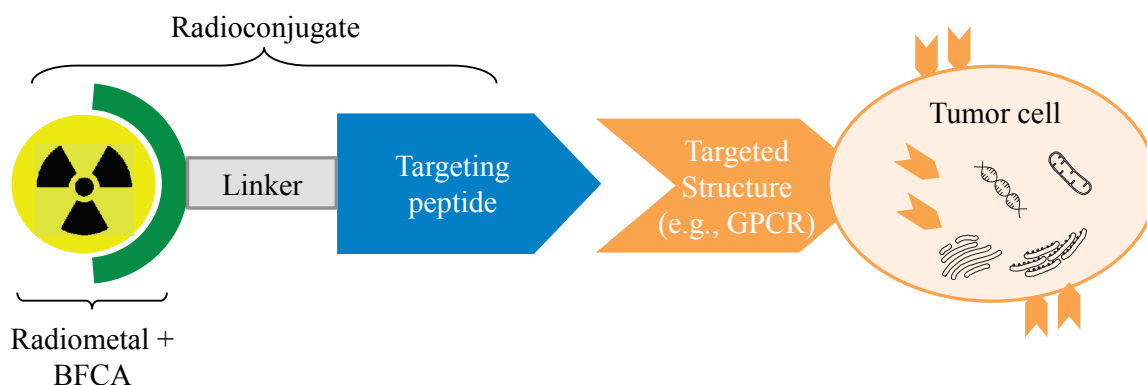 Radioconjugate
Linker
Targeting
peptide
Targeted
Structure
(e.g., GPCR)
Tumor cell
Radiometal +
BFCA